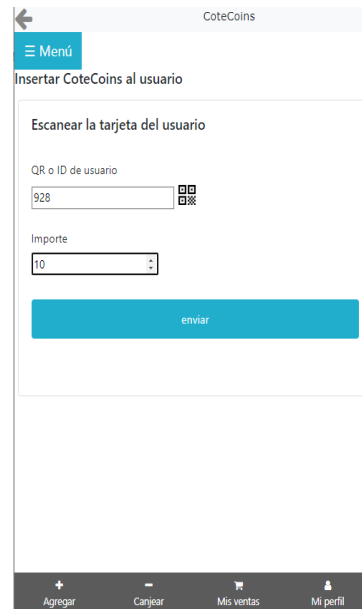 CoteCoins
☰ Menú
Insertar CoteCoins al usuario
Escanear la tarjeta del usuario
QR o ID de usuario
928
Importe
10
enviar
Agregar Canjear Mis ventas Mi perfil